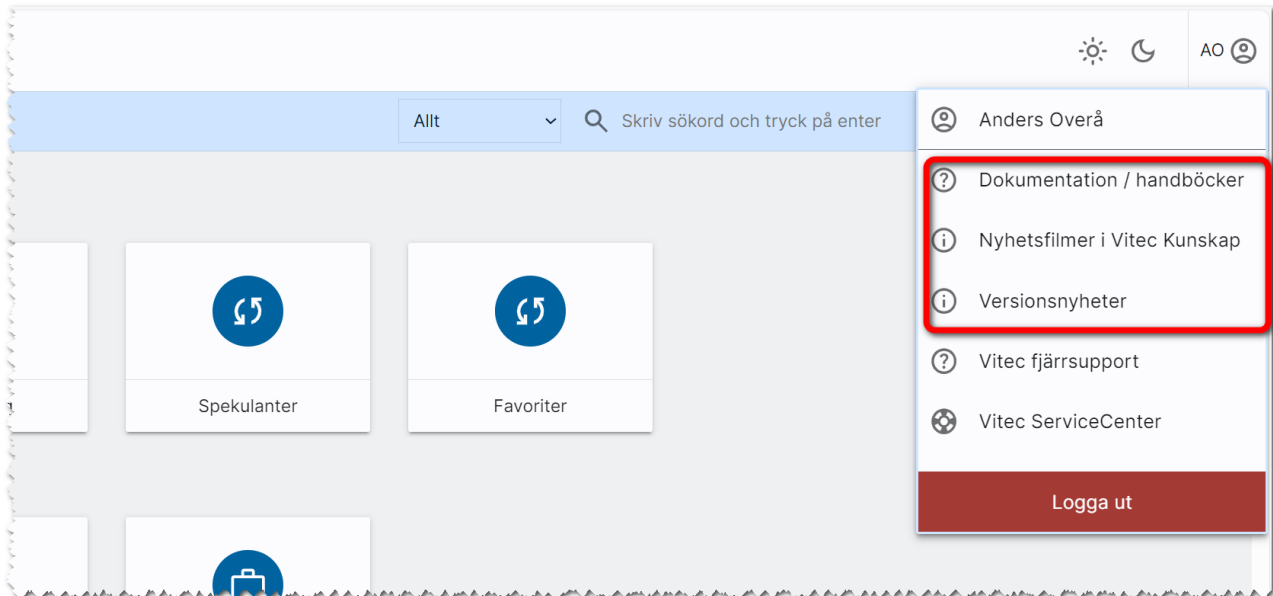 AO
Allt
Skriv sökord och tryck på enter
Anders Overå
Dokumentation / handböcker
Nyhetsfilmer i Vitec Kunskap
Versionsnyheter
Vitec fjärrsupport
Vitec ServiceCenter
Logga ut
Spekulanter
Favoriter